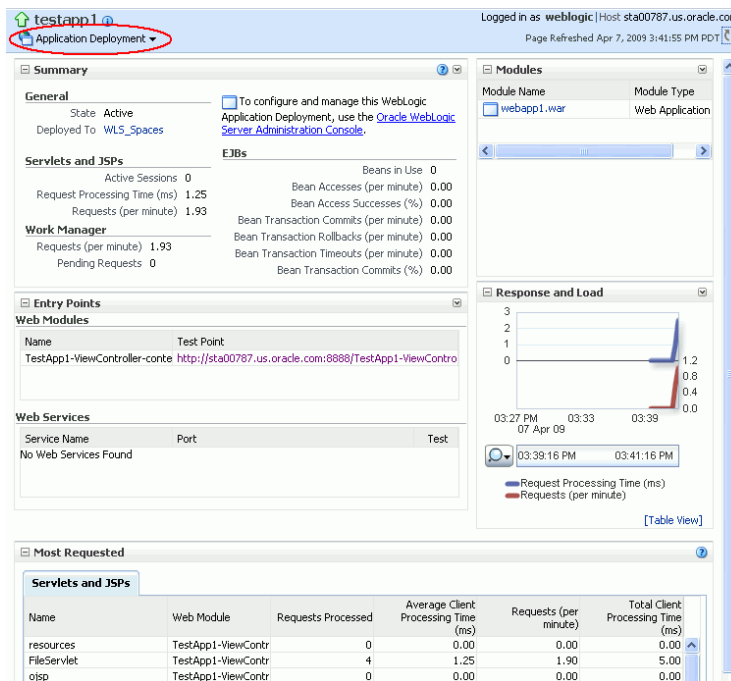 testapp1
Logged in as weblogic|Host sta00787.us.oracle.co
Application Deployment
Page Refreshed Apr 7, 2009 3:41:55 PM PDT
Summary
General
State Active
Deployed To WLS_Spaces
To configure and manage this WebLogic
Application Deployment, use the Oracle WebLogic
Server Administration Console.
Servlets and JSPs
Active Sessions 0
Request Processing Time (ms) 1.25
Requests (per minute) 1.93
Work Manager
Requests (per minute) 1.93
Pending Requests 0
EJBs
Beans in Use 0
Bean Accesses (per minute) 0.00
Bean Access Successes (%) 0.00
Bean Transaction Commits (per minute) 0.00
Bean Transaction Rollbacks (per minute) 0.00
Bean Transaction Timeouts (per minute) 0.00
Bean Transaction Commits (%) 0.00
Modules
Module Name Module Type
webapp1.war Web Application
Entry Points
Web Modules
Name Test Point
TestApp1-ViewController-conte http://sta00787.us.oracle.com:8888/TestApp1-ViewContro
Web Services
Service Name Port Test
No Web Services Found
Response and Load
3
2
1
0
1.2
0.8
0.4
0.0
03:27 PM 03:33 03:39
07 Apr 09
03:39:16 PM 03:41:16 PM
Request Processing Time (ms)
Requests (per minute)
[Table View]
Most Requested
Servlets and JSPs
Name Web Module Requests Processed Average Client Processing Time (ms) Requests (per minute) Total Client Processing Time (ms)
resources TestApp1-ViewContr 0 0.00 0.00 0.00
FileServlet TestApp1-ViewContr 4 1.25 1.90 5.00
ojsp TestApp1-ViewContr 0 0.00 0.00 0.00